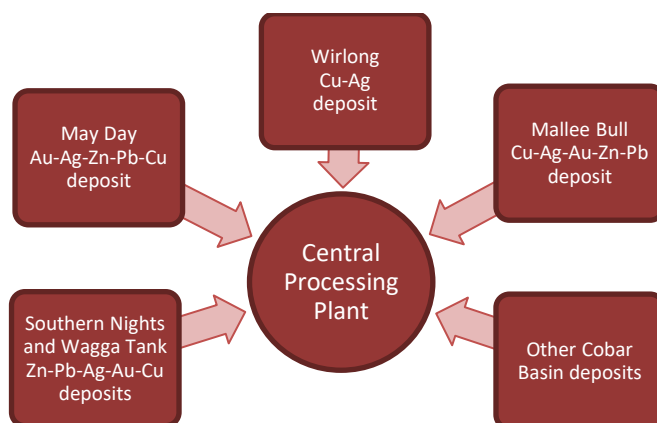 Wirlong
Cu-Ag
deposit
May Day
Au-Ag-Zn-Pb-Cu
deposit
Mallee Bull
Cu-Ag-Au-Zn-Pb
deposit
Central
Processing
Plant
Southern Nights
and Wagga Tank
Zn-Pb-Ag-Au-Cu
deposits
Other Cobar
Basin deposits